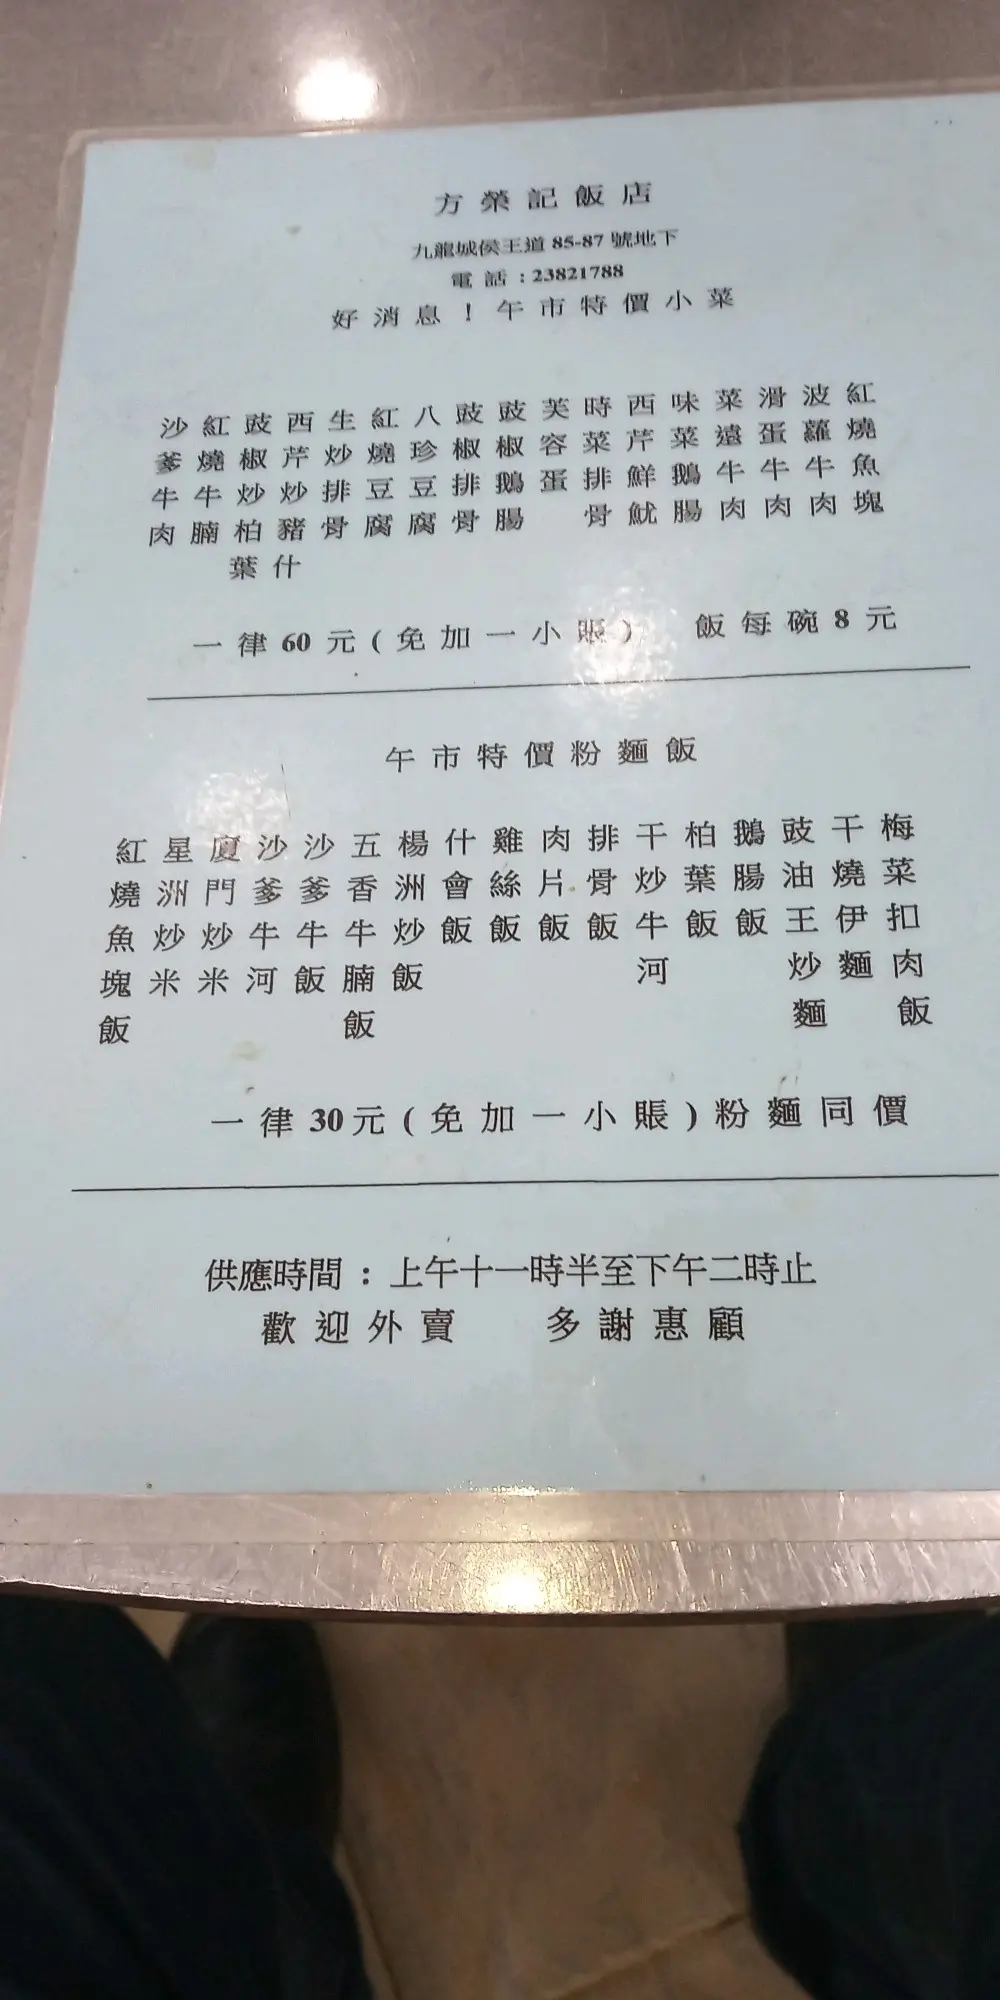 方榮記飯店
九龍城侯王道 85-87 號地下
電話：23821788
好消息！午市特價小菜
紅燒魚塊
波蘿牛肉
滑蛋牛肉
菜遠牛肉
味菜鵝腸
西芹鮮魷
時菜排骨
芙容蛋
豉椒鵝腸
豉椒排骨
八珍豆腐
紅燒豆腐
生炒排骨
西芹炒豬什
豉椒炒柏葉
紅燒牛腩
沙爹牛肉
一律60元(免加一小賬) 飯每碗8元
午市特價粉麵飯
梅菜扣肉飯
干燒伊麵
豉油王炒麵
鵝腸飯
柏葉飯
干炒牛河
排骨飯
肉片飯
雞絲飯
什會飯
楊洲炒飯
五香牛腩飯
沙爹牛飯
沙爹牛河
廈門炒米
星洲炒米
紅燒魚塊飯
一律30元(免加一小賬)粉麵同價
供應時間：上午十一時半至下午二時止
歡迎外賣 多謝惠顧